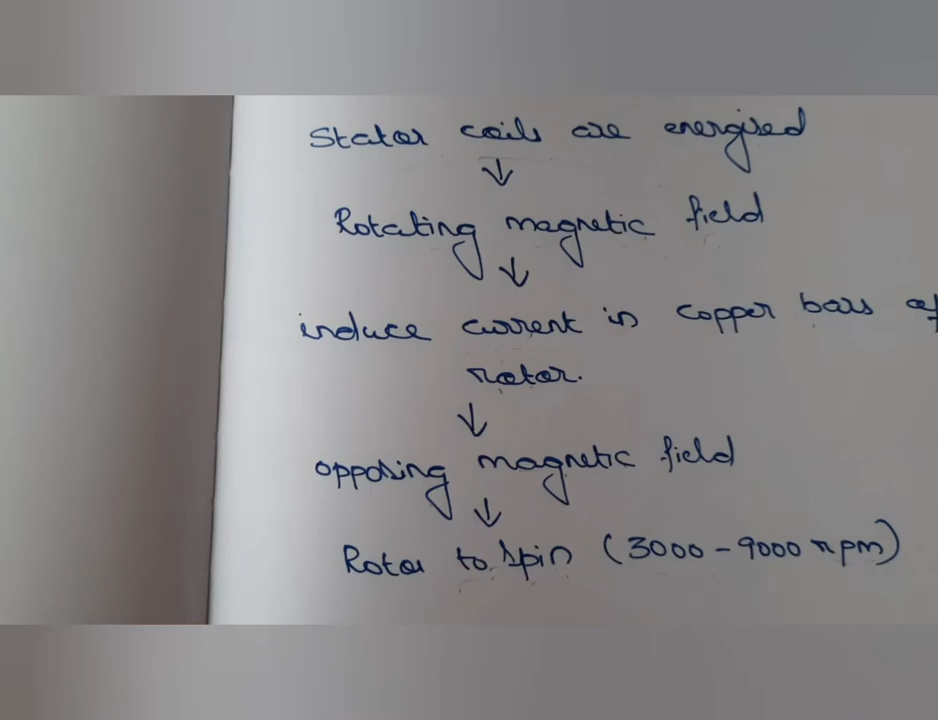 Stator coils are energised
↓
Rotating magnetic field
↓
induce current in copper bars of
rotor.
↓
opposing magnetic field
↓
Rotor to spin (3000-9000 rpm)